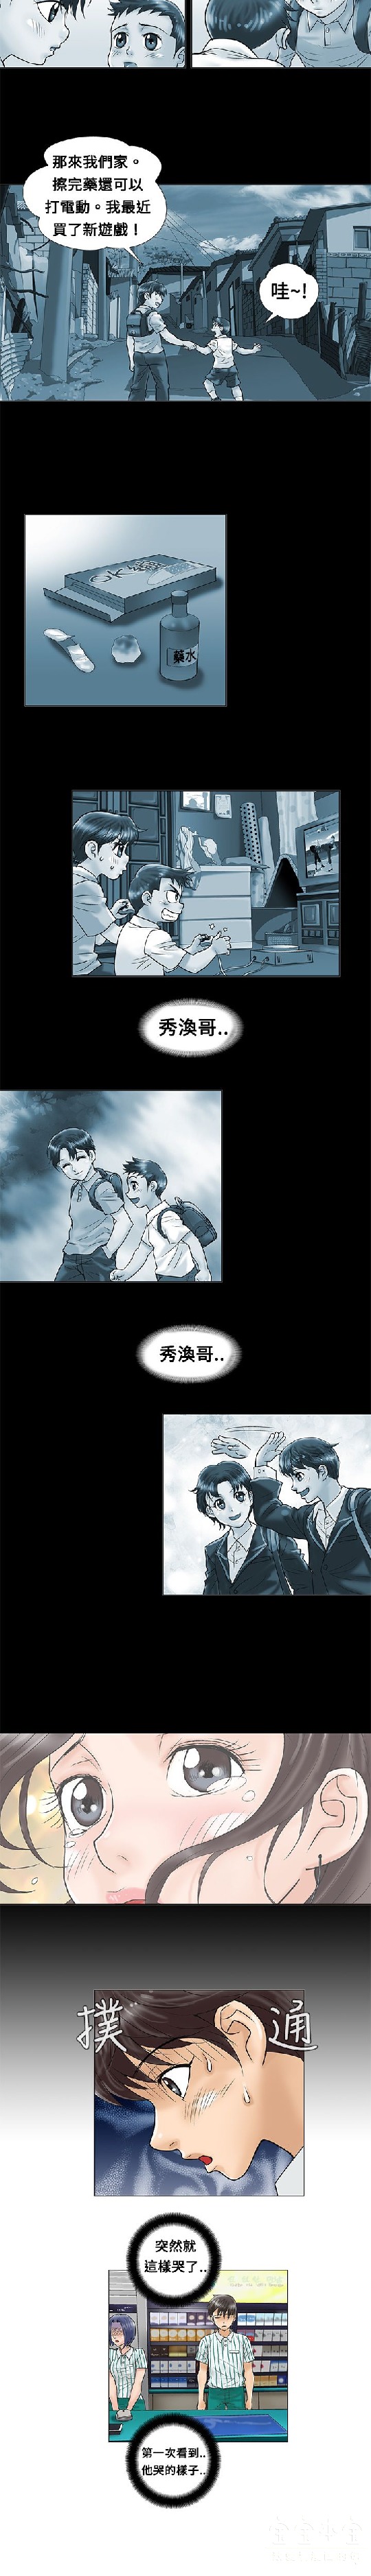 那來我們家。
擦完藥還可以
打電動。我最近
買了新遊戲！
哇~!
藥水
秀渙哥..
秀渙哥..
撲通
突然就
這樣哭了..
第一次看到..
他哭的樣子..